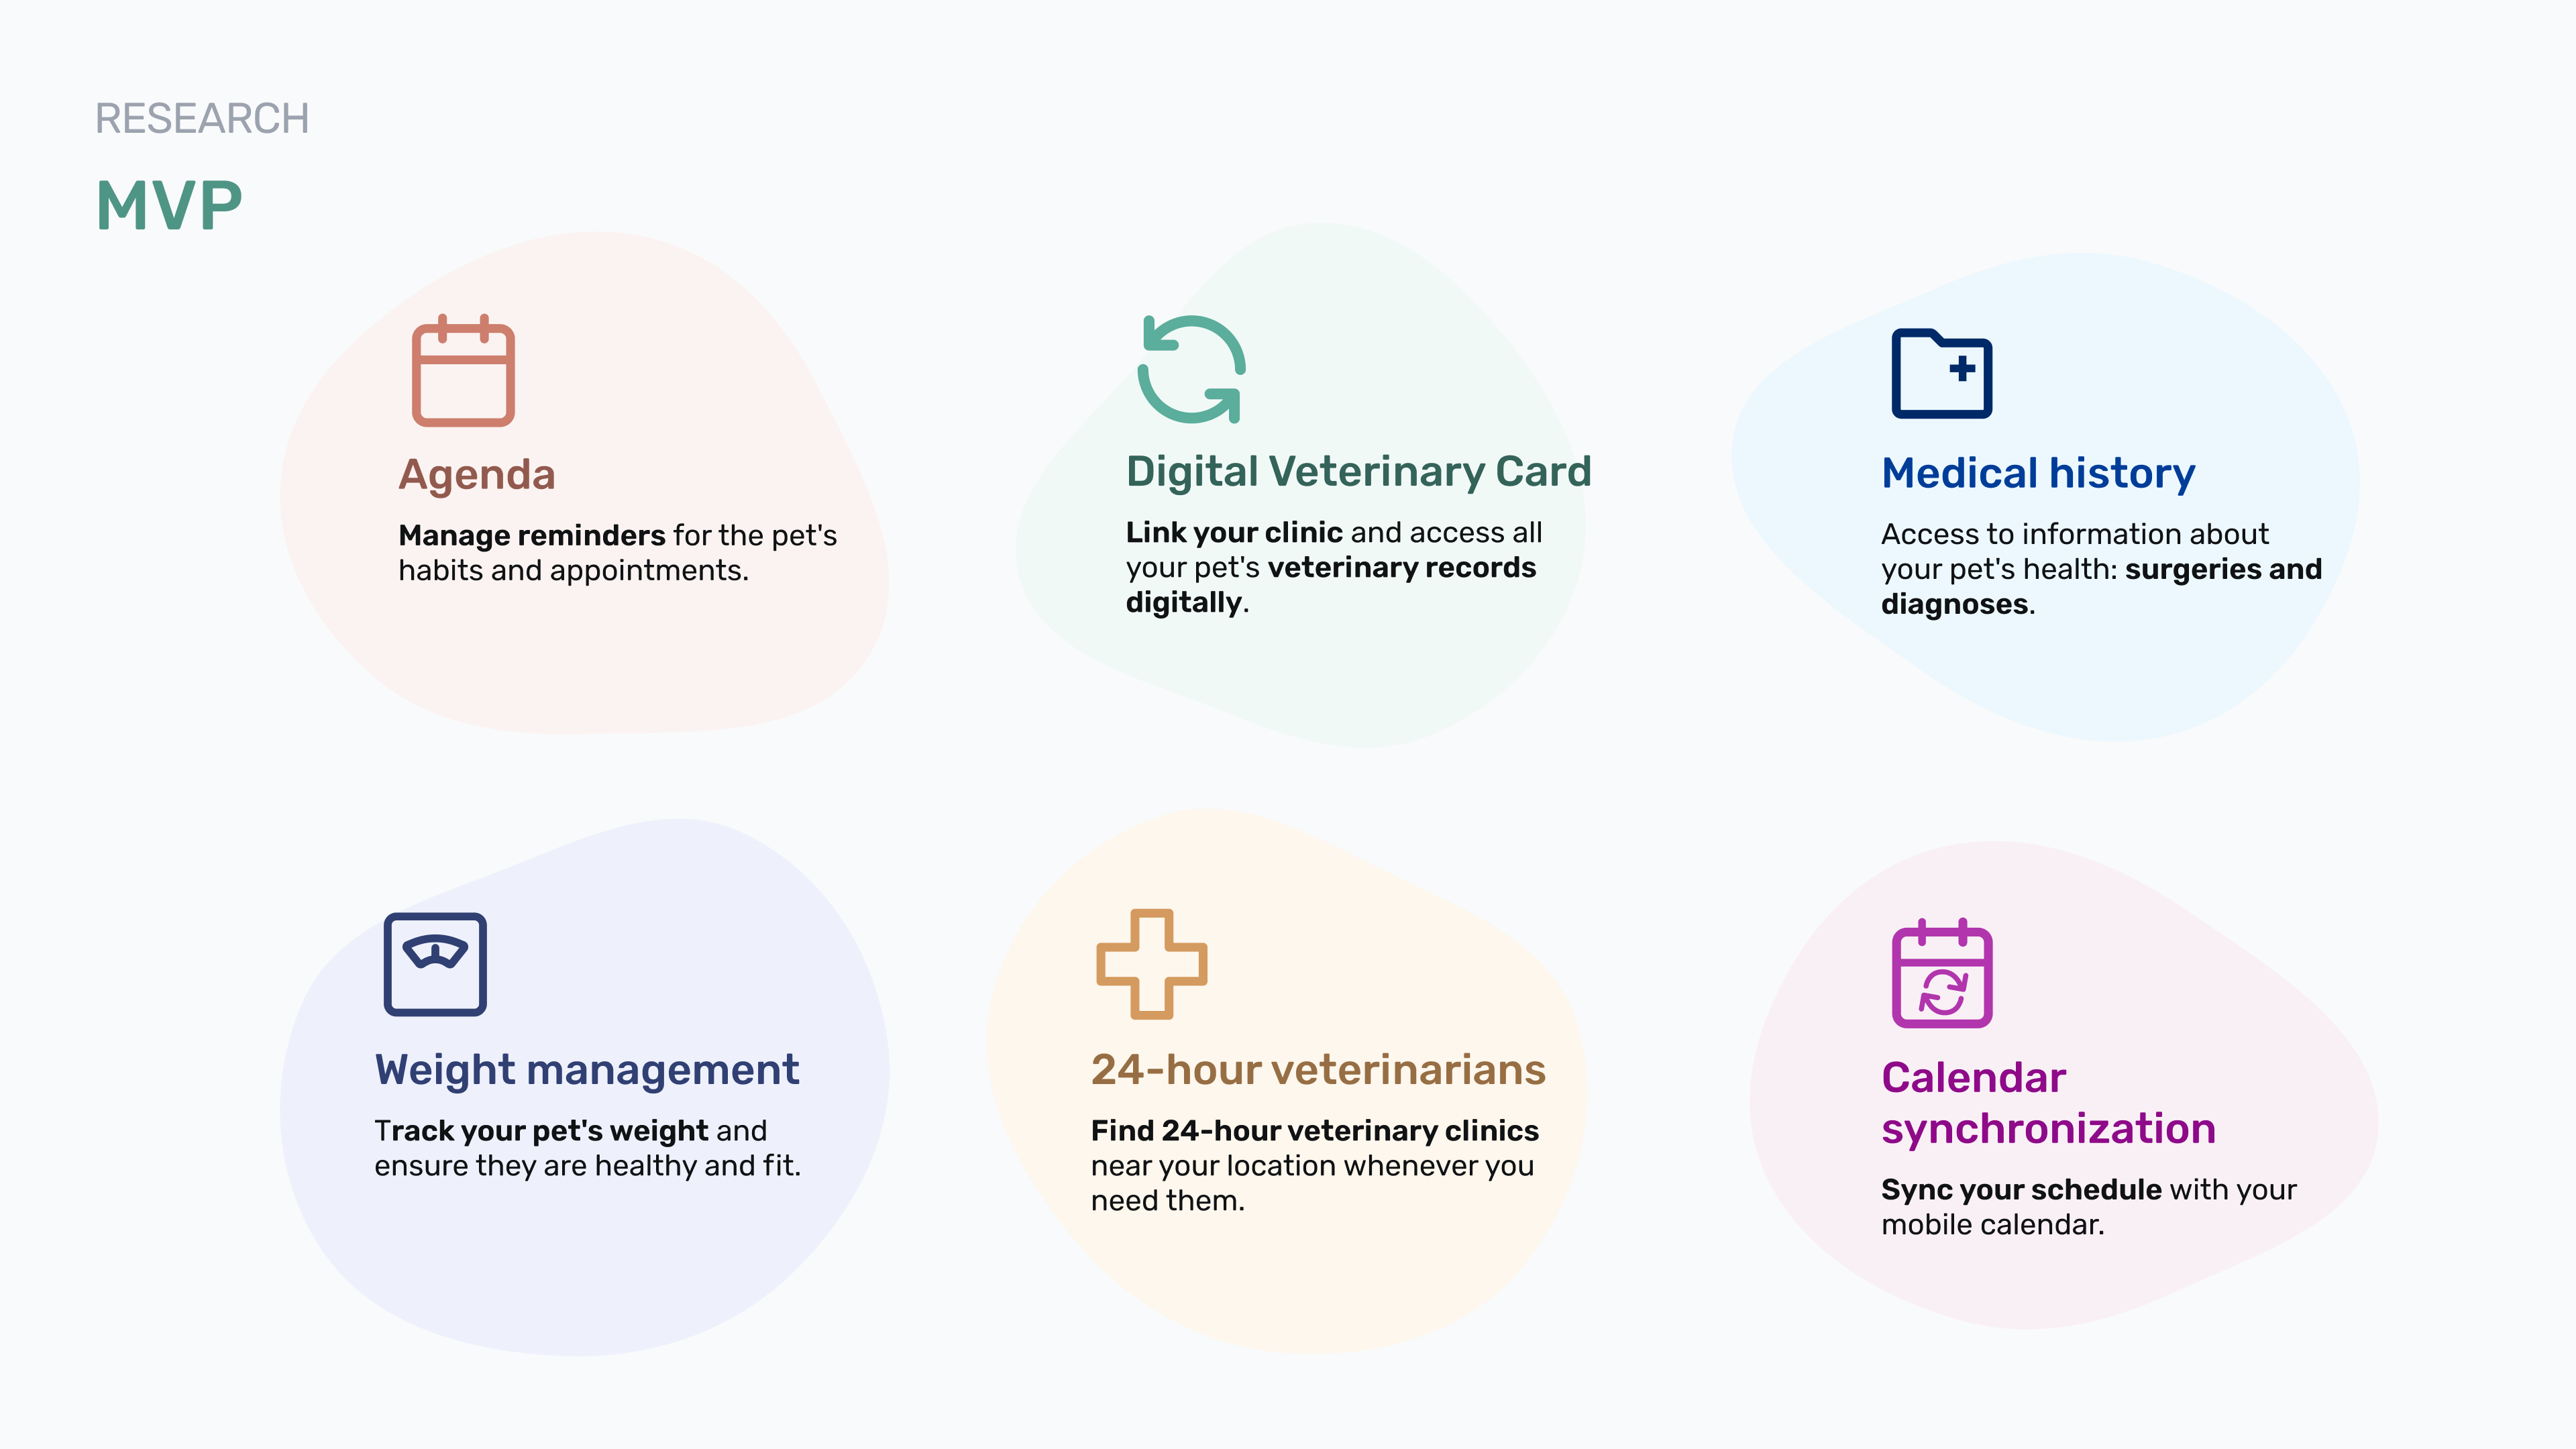 RESEARCH
MVP
Agenda
Manage reminders for the pet's
habits and appointments.
Digital Veterinary Card
Link your clinic and access all
your pet's veterinary records
digitally.
Medical history
Access to information about
your pet's health: surgeries and
diagnoses.
Weight management
Track your pet's weight and
ensure they are healthy and fit.
24-hour veterinarians
Find 24-hour veterinary clinics
near your location whenever you
need them.
Calendar
synchronization
Sync your schedule with your
mobile calendar.